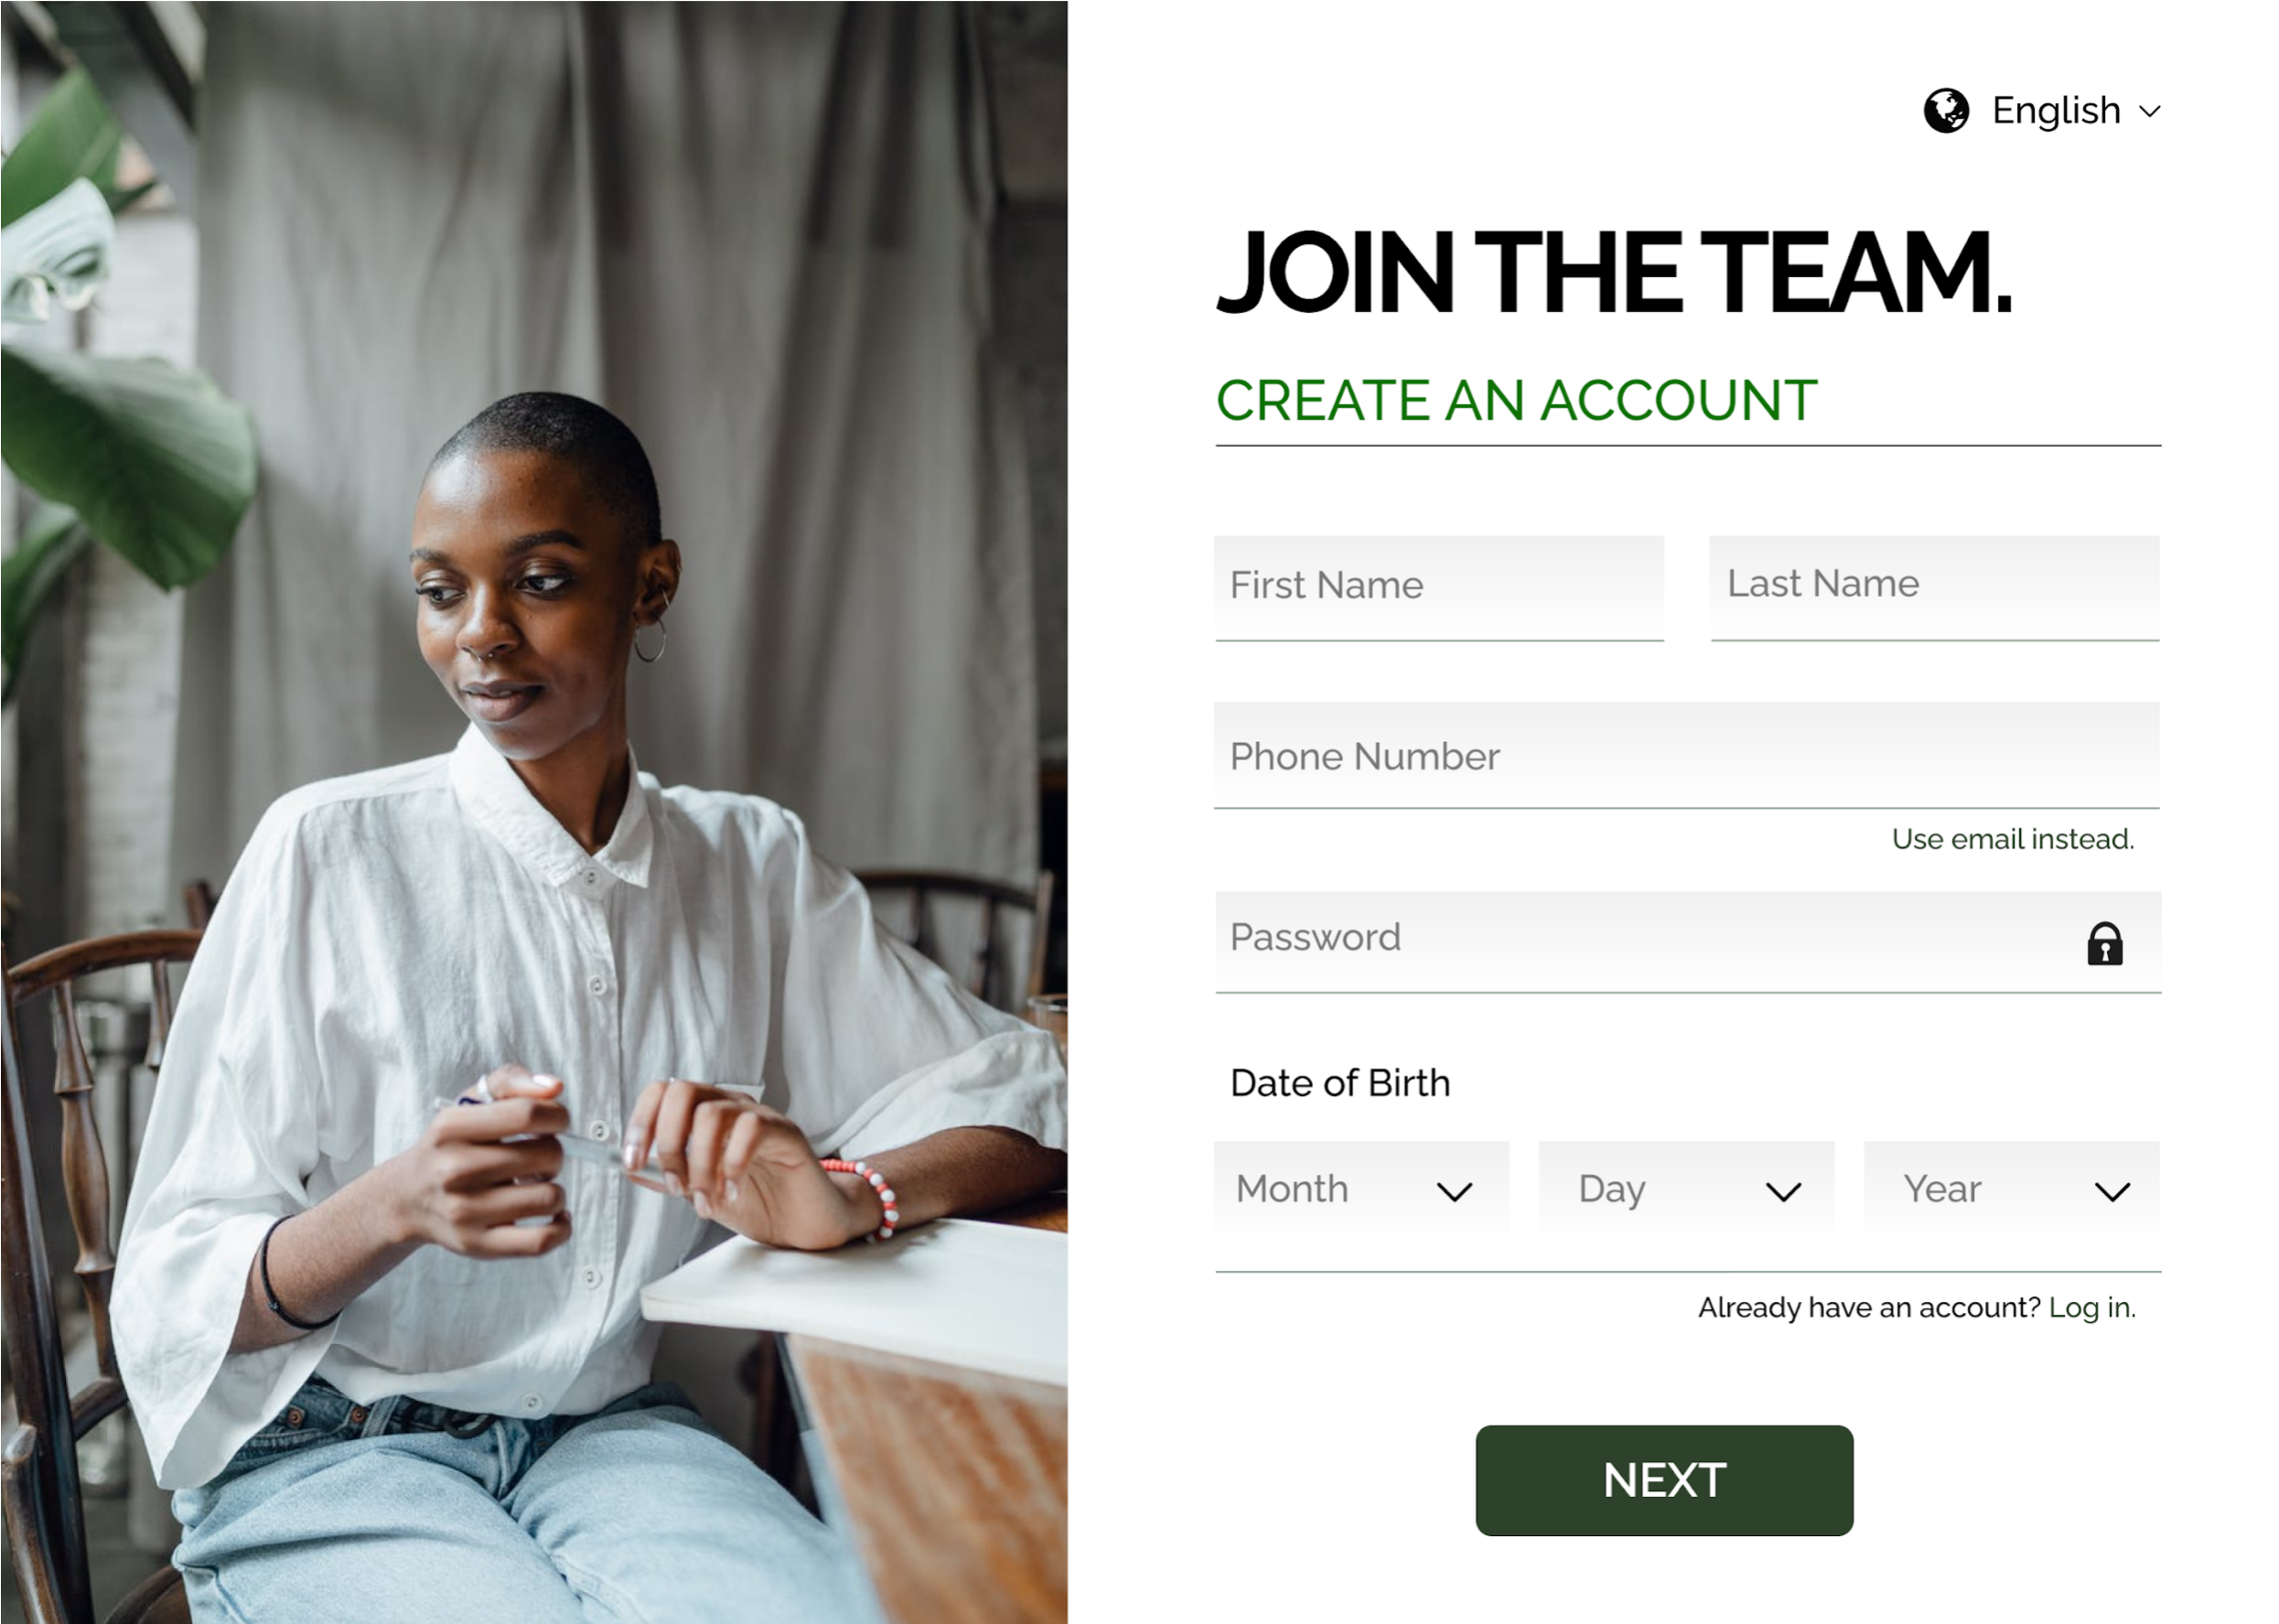 English
JOIN THE TEAM.
CREATE AN ACCOUNT
First Name Last Name
Phone Number
Use email instead.
Password
Date of Birth
Month Day Year
Already have an account? Log in.
NEXT